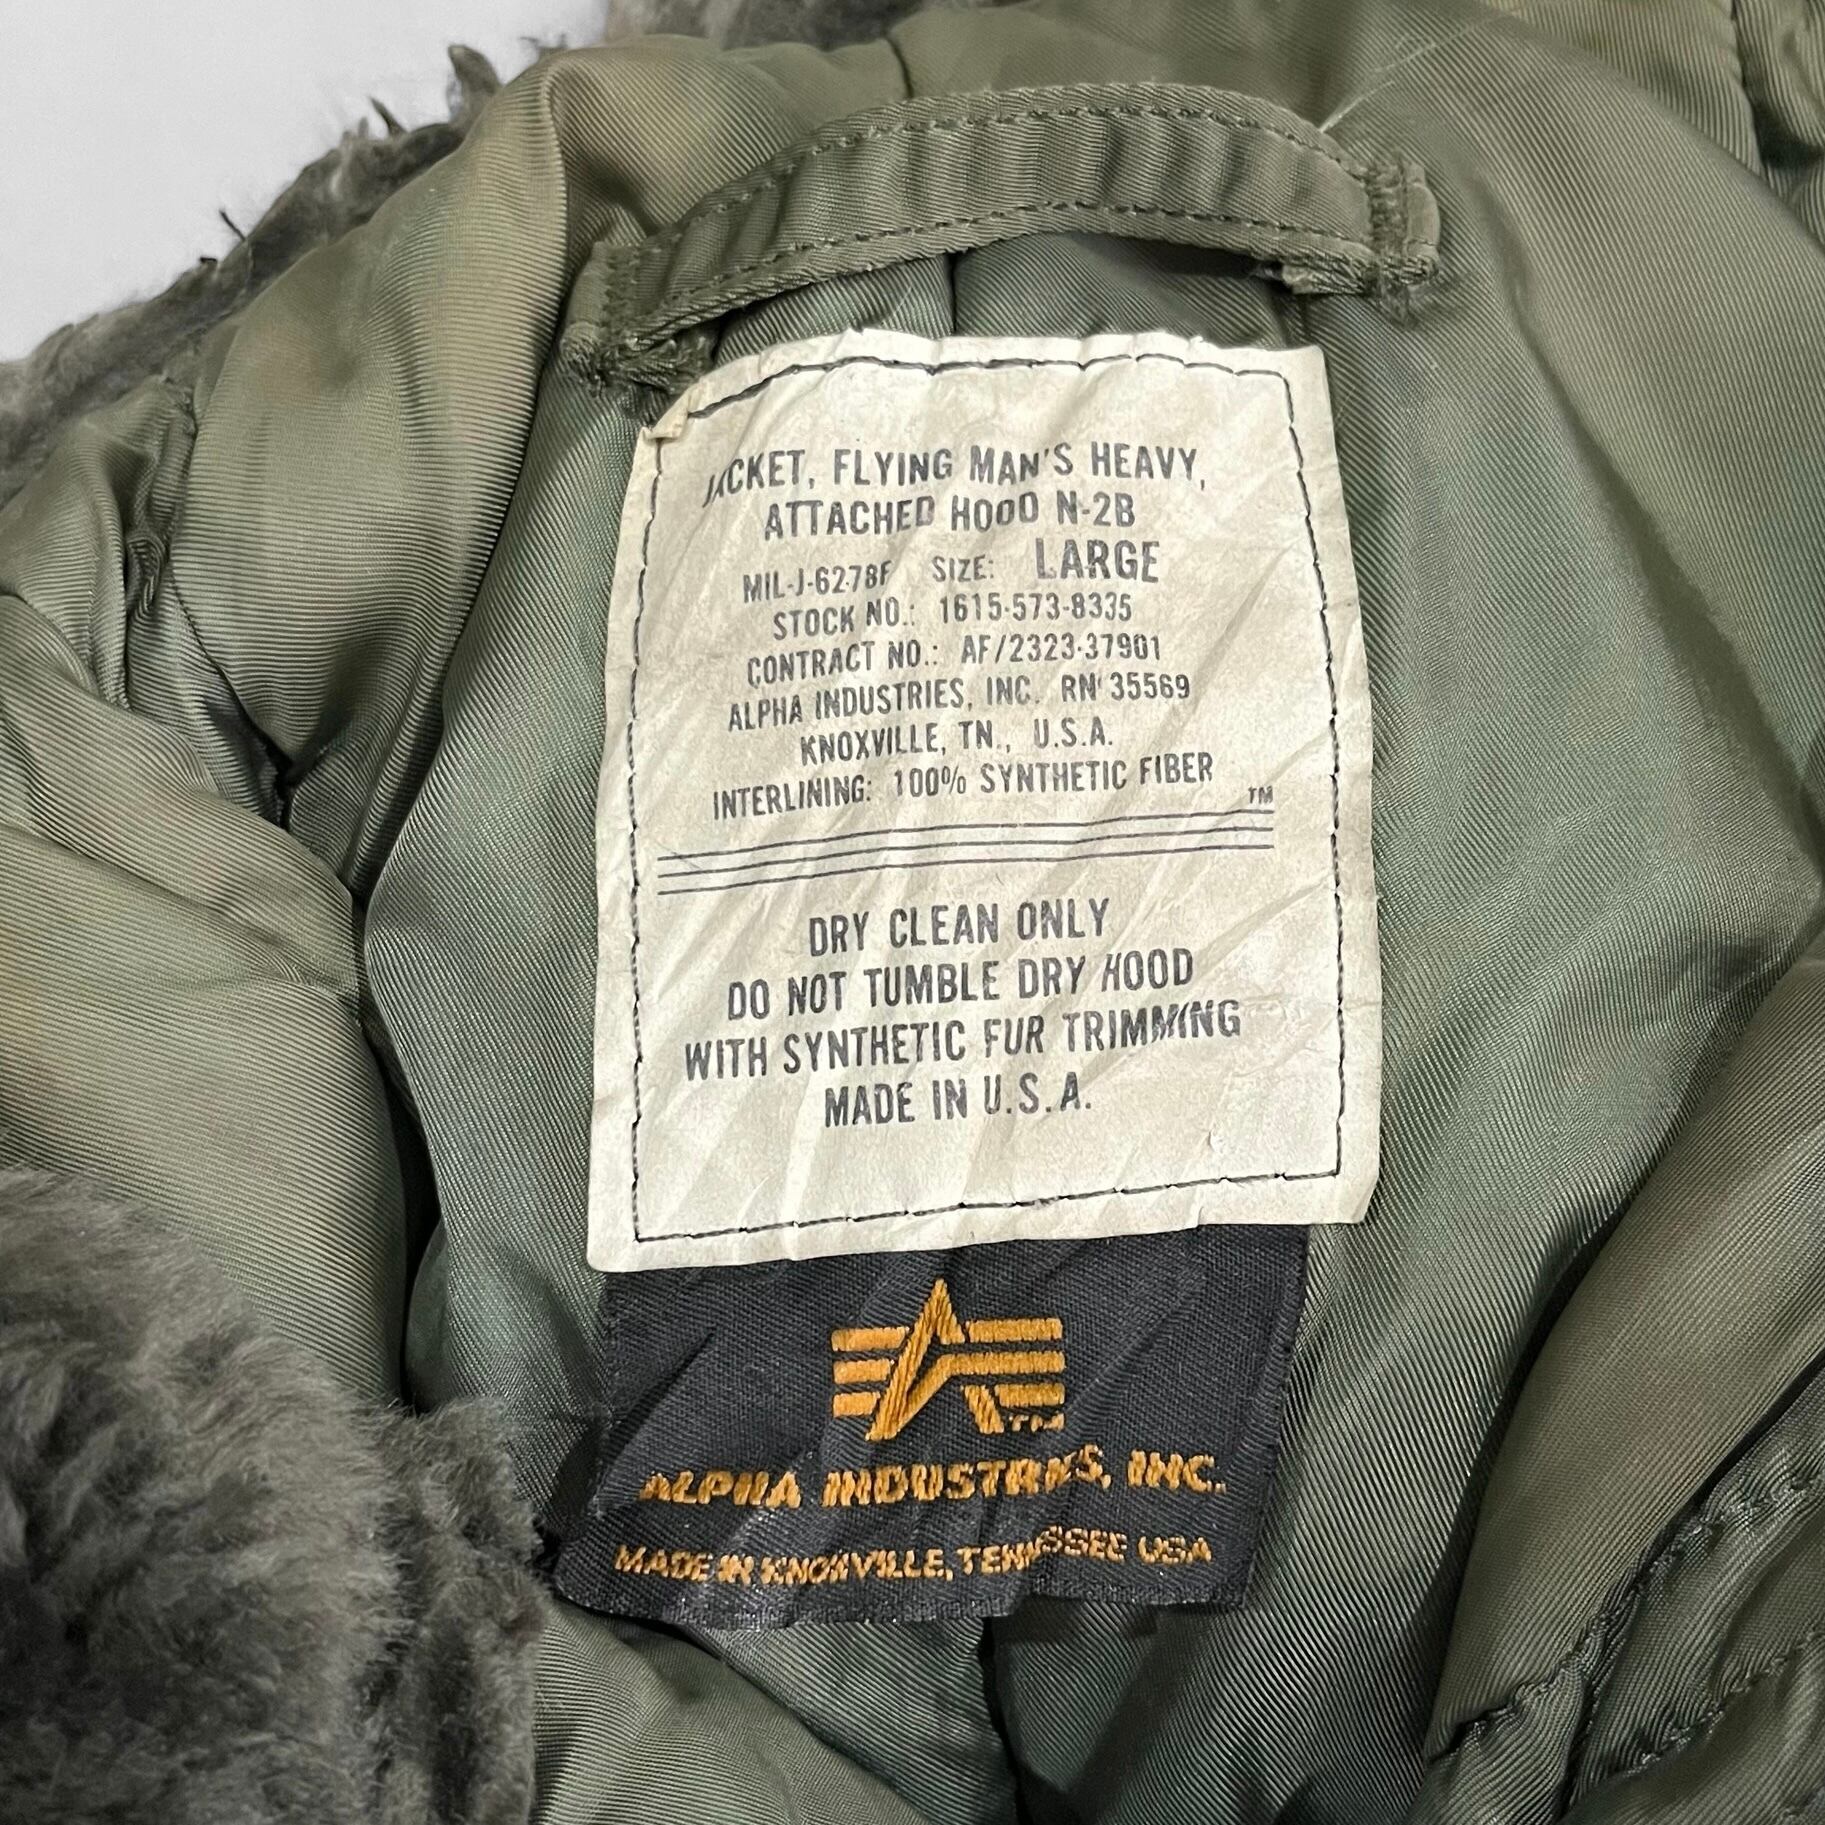 JACKET, FLYING MAN'S HEAVY,
ATTACHED HOOD N-2B
MIL-J-6278F SIZE: LARGE
STOCK NO.: 1615-573-8335
CONTRACT NO.: AF/2323-37901
ALPHA INDUSTRIES, INC. RN 35569
KNOXVILLE, TN., U.S.A.
INTERLINING: 100% SYNTHETIC FIBER
TM
DRY CLEAN ONLY
DO NOT TUMBLE DRY HOOD
WITH SYNTHETIC FUR TRIMMING
MADE IN U.S.A.
TM
ALPHA INDUSTRIES, INC.
MADE IN KNOXVILLE, TENNESSEE USA